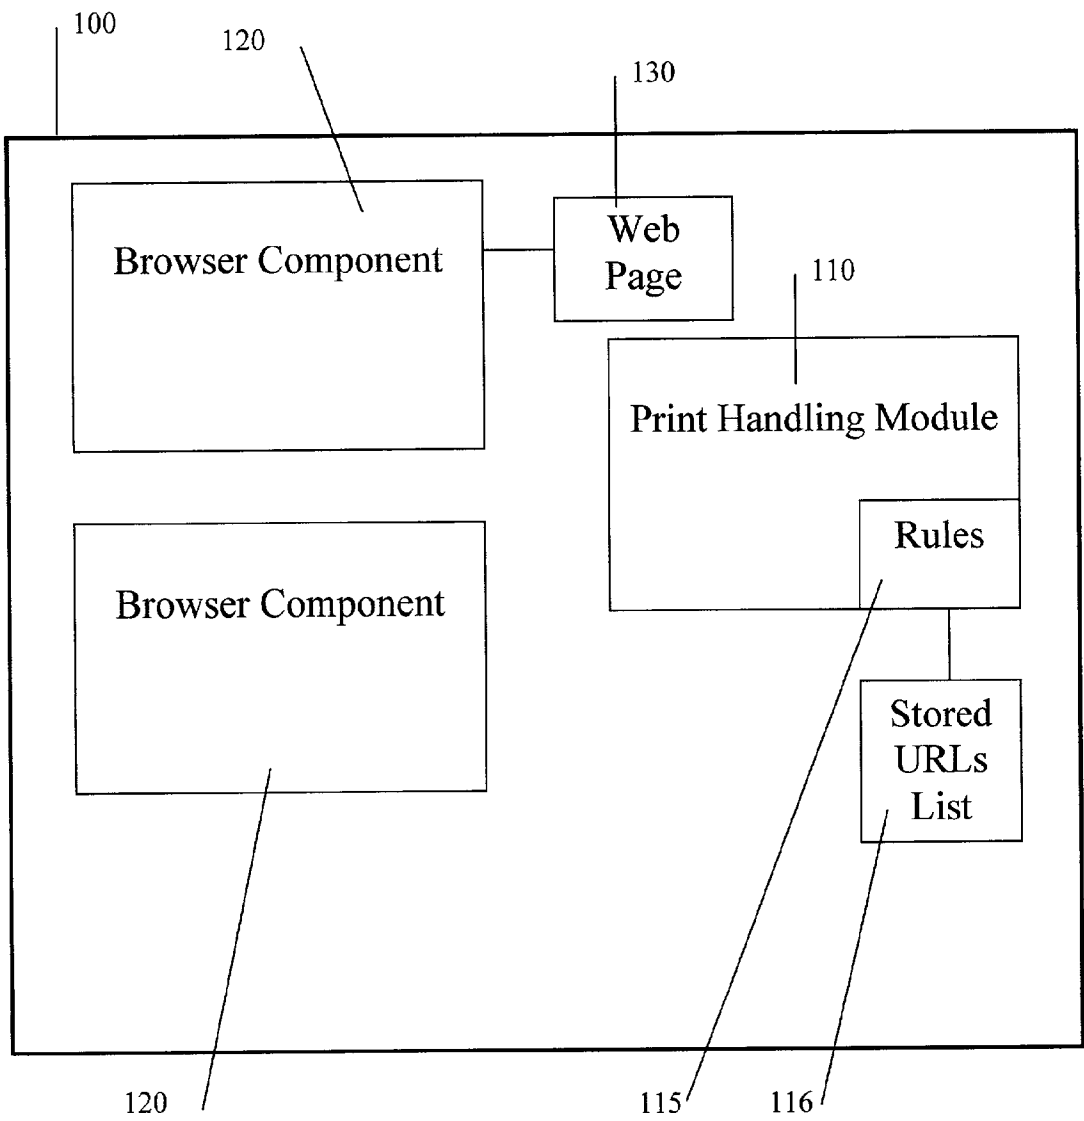 100
120
130
Browser Component
Web
Page
110
Print Handling Module
Rules
Browser Component
Stored
URLs
List
120
115
116